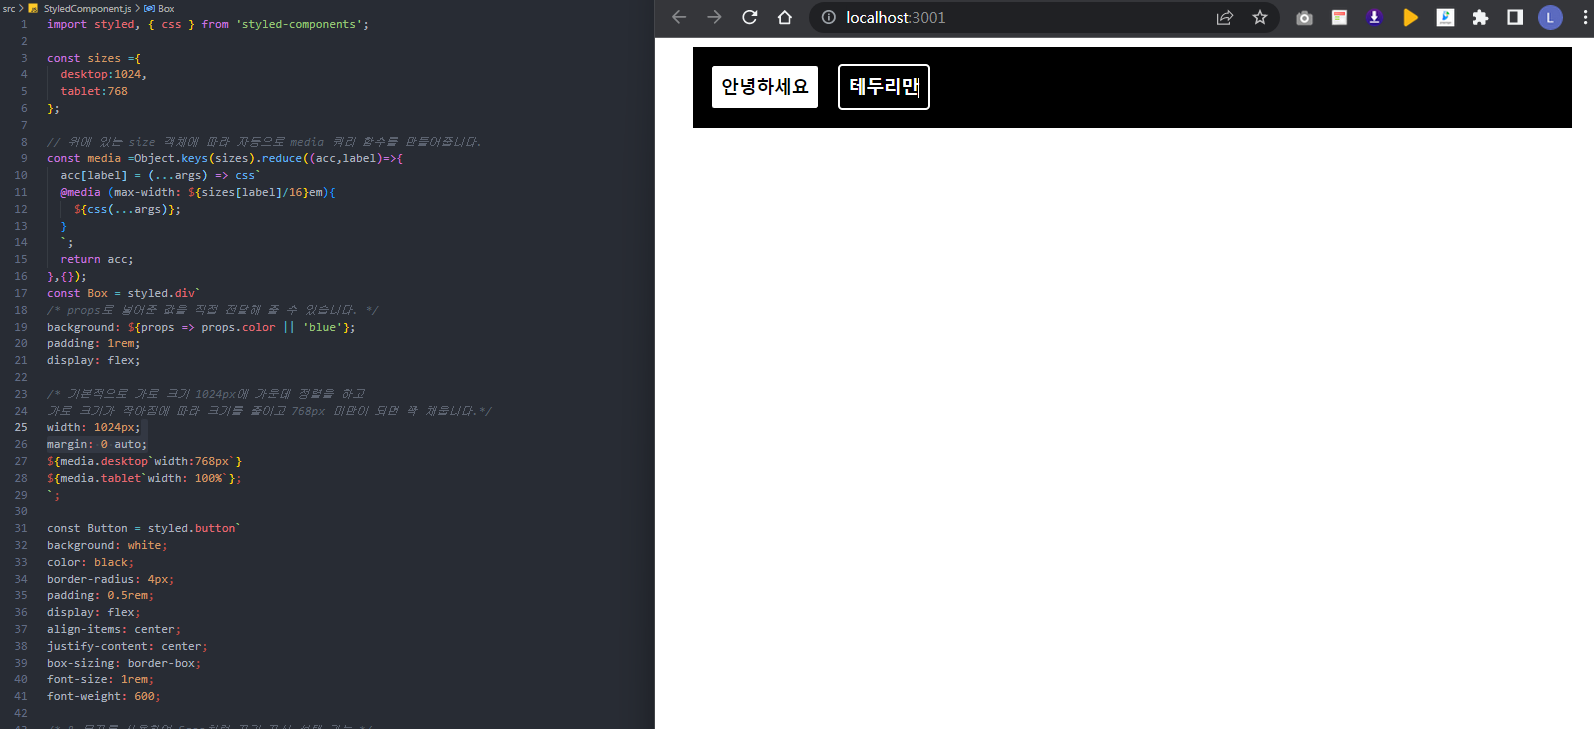 src > JS StyledComponent.js > Box
1 import styled, { css } from 'styled-components';
2
3 const sizes ={
4 desktop:1024,
5 tablet:768
6 };
7
8 // 위에 있는 size 객체에 따라 자동으로 media 쿼리 함수를 만들어줍니다.
9 const media =Object.keys(sizes).reduce((acc,label)=>{
10 acc[label] = (...args) => css`
11 @media (max-width: ${sizes[label]/16}em){
12 ${css(...args)};
13 }
14 `;
15 return acc;
16 },{});
17 const Box = styled.div`
18 /* props로 넣어준 값을 직접 전달해 줄 수 있습니다. */
19 background: ${props => props.color || 'blue'};
20 padding: 1rem;
21 display: flex;
22
23 /* 기본적으로 가로 크기 1024px에 가운데 정렬을 하고
24 가로 크기가 작아짐에 따라 크기를 줄이고 768px 미만이 되면 꽉 채웁니다.*/
25 width: 1024px;
26 margin: 0 auto;
27 ${media.desktop`width:768px`}
28 ${media.tablet`width: 100%`};
29 `;
30
31 const Button = styled.button`
32 background: white;
33 color: black;
34 border-radius: 4px;
35 padding: 0.5rem;
36 display: flex;
37 align-items: center;
38 justify-content: center;
39 box-sizing: border-box;
40 font-size: 1rem;
41 font-weight: 600;
42
localhost:3001
L
안녕하세요 테두리만